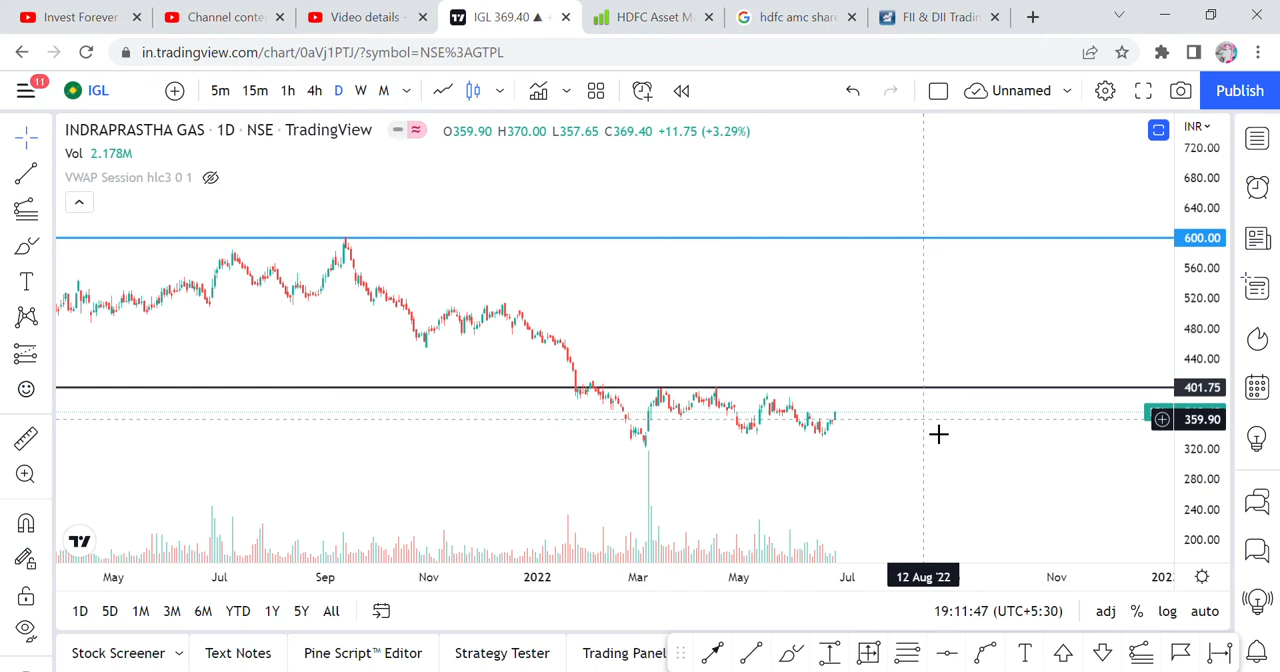 Invest Forever
Channel conte
Video details -
IGL 369.40 ▲ +
HDFC Asset M
hdfc amc share
FII & DII Tradin
in.tradingview.com/chart/0aVj1PTJ/?symbol=NSE%3AGTPL
11
IGL
5m 15m 1h 4h D W M
Unnamed
Publish
INDRAPRASTHA GAS · 1D · NSE · TradingView
O359.90 H370.00 L357.65 C369.40 +11.75 (+3.29%)
INR
Vol 2.178M
VWAP Session hlc3 0 1
720.00
680.00
640.00
600.00
560.00
520.00
480.00
440.00
401.75
359.90
320.00
280.00
240.00
200.00
May Jul Sep Nov 2022 Mar May Jul 12 Aug '22 Nov 202
1D 5D 1M 3M 6M YTD 1Y 5Y All
19:11:47 (UTC+5:30) adj % log auto
Stock Screener Text Notes Pine Script™ Editor Strategy Tester Trading Panel